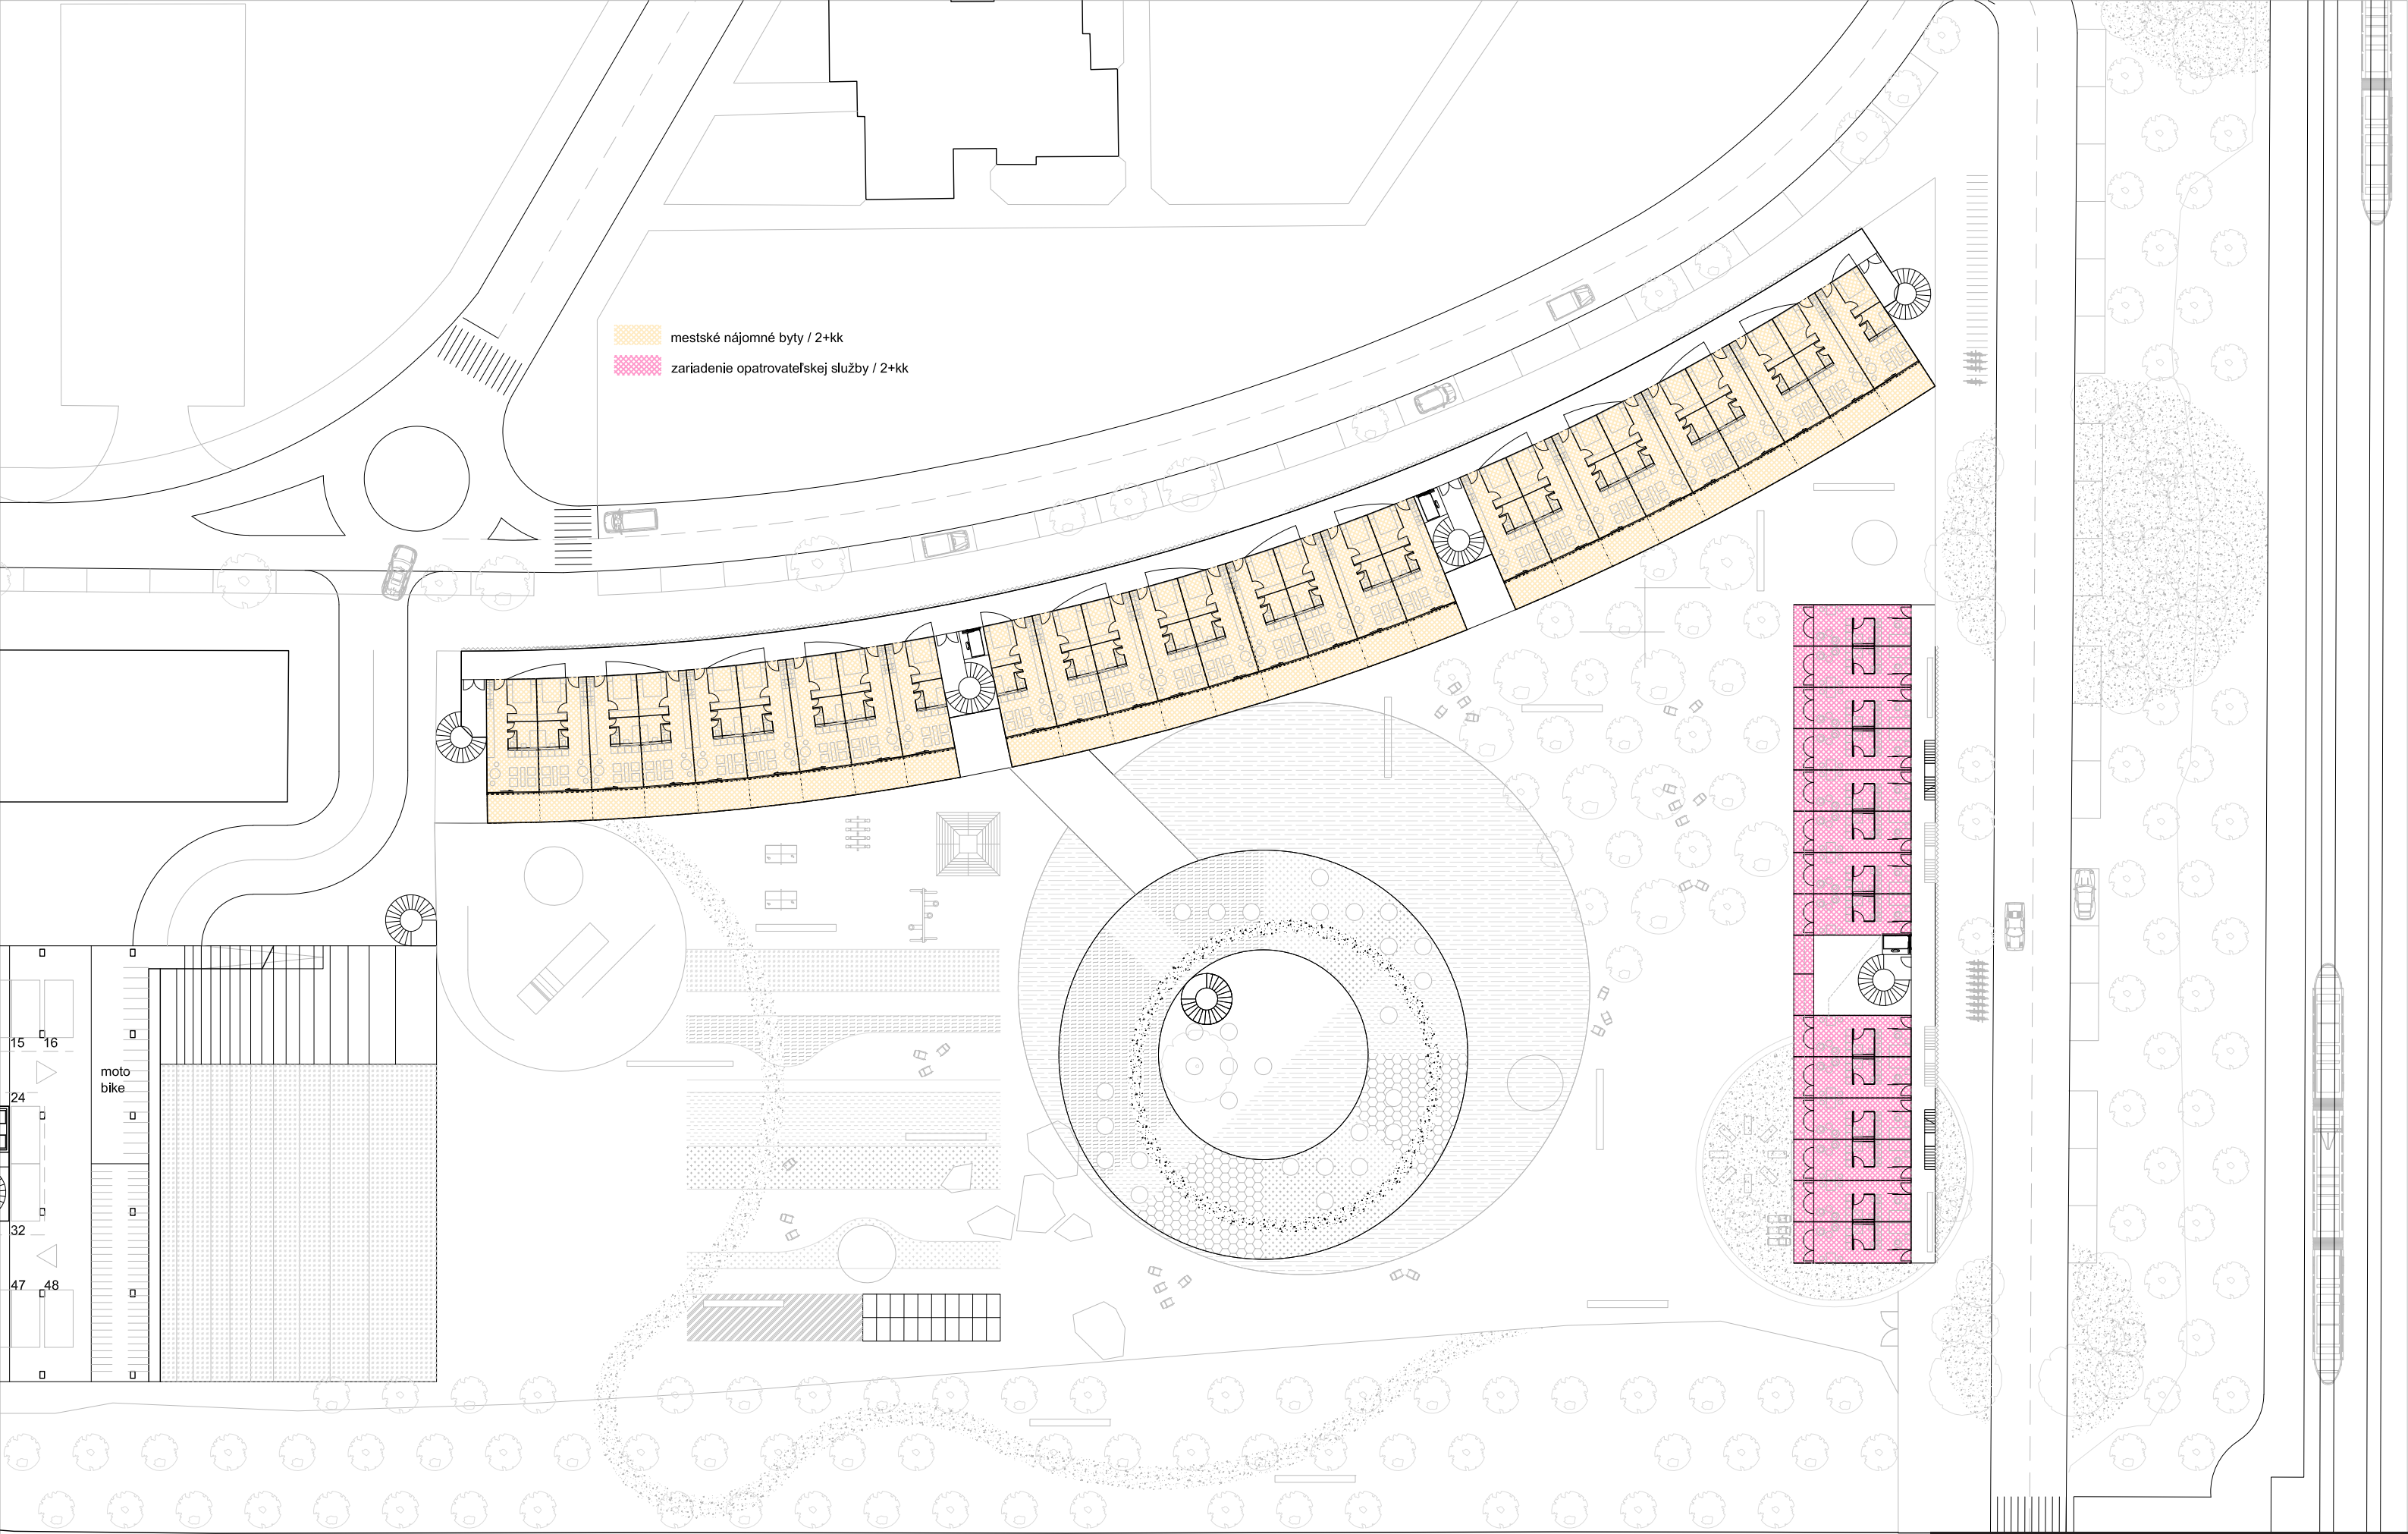 mestské nájomné byty / 2+kk
zariadenie opatrovateľskej služby / 2+kk
15 16
moto
bike
24
32
47 48